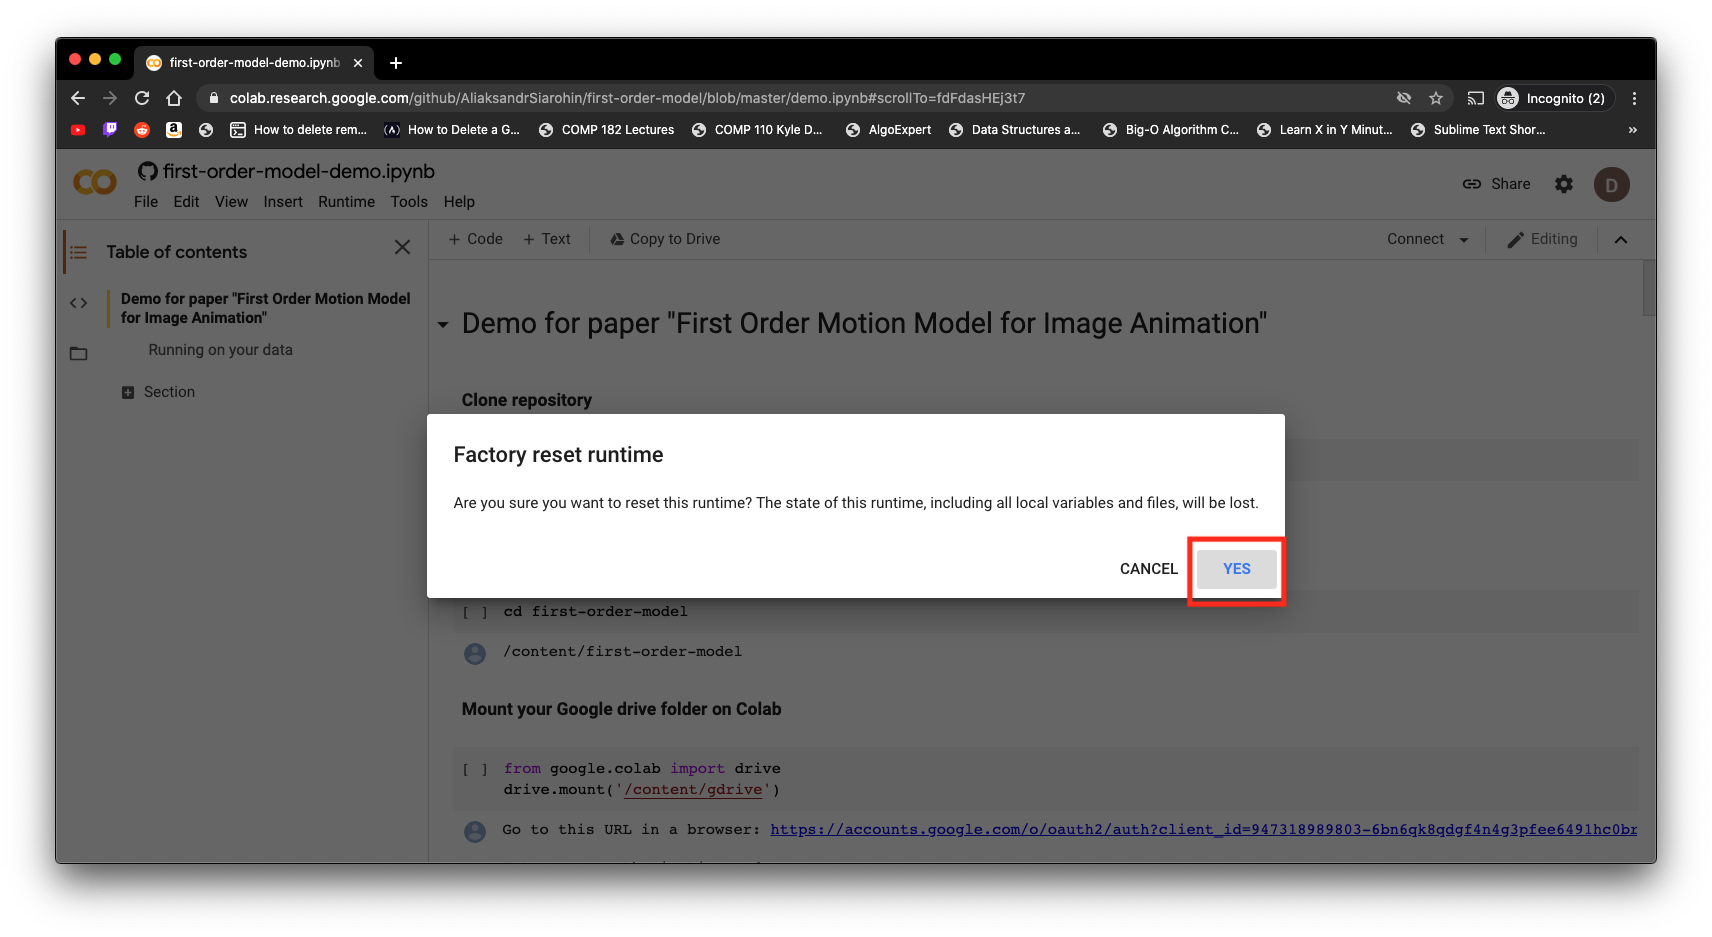 first-order-model-demo.ipynb
colab.research.google.com/github/AliaksandrSiarohin/first-order-model/blob/master/demo.ipynb#scrollTo=fdFdasHEj3t7
Incognito (2)
How to delete rem...
How to Delete a G...
COMP 182 Lectures
COMP 110 Kyle D...
AlgoExpert
Data Structures a...
Big-O Algorithm C...
Learn X in Y Minut...
Sublime Text Shor...
»
first-order-model-demo.ipynb
File Edit View Insert Runtime Tools Help
Share
D
Table of contents
+ Code + Text Copy to Drive
Connect
Editing
Demo for paper "First Order Motion Model
for Image Animation"
Running on your data
Section
Demo for paper "First Order Motion Model for Image Animation"
Clone repository
Factory reset runtime
Are you sure you want to reset this runtime? The state of this runtime, including all local variables and files, will be lost.
CANCEL YES
[ ] cd first-order-model
/content/first-order-model
Mount your Google drive folder on Colab
[ ] from google.colab import drive
drive.mount('/content/gdrive')
Go to this URL in a browser: https://accounts.google.com/o/oauth2/auth?client_id=947318989803-6bn6qk8qdgf4n4g3pfee6491hc0br